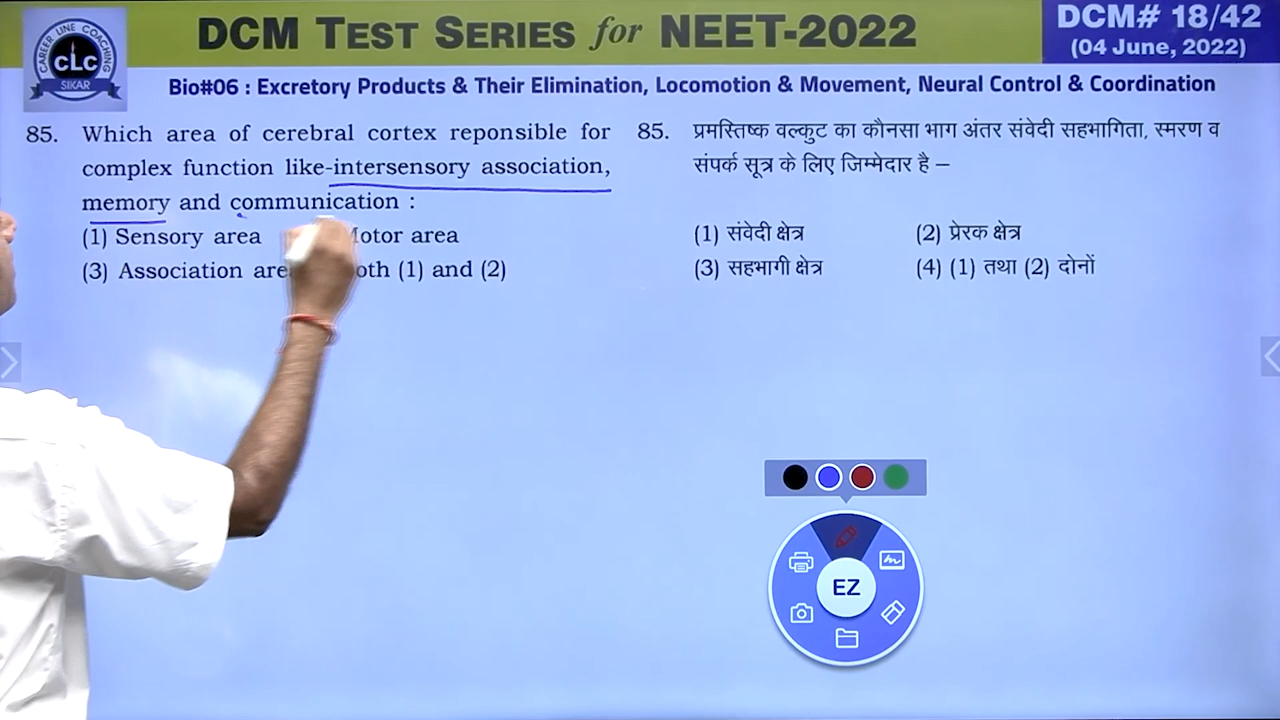 DCM TEST SERIES for NEET-2022
DCM# 18/42
(04 June, 2022)
CAREER LINE COACHING
CLC
SIKAR
Bio#06 : Excretory Products & Their Elimination, Locomotion & Movement, Neural Control & Coordination
85. Which area of cerebral cortex reponsible for
complex function like-intersensory association,
memory and communication :
(1) Sensory area Motor area
(3) Association are oth (1) and (2)
85. प्रमस्तिष्क वल्कुट का कौनसा भाग अंतर संवेदी सहभागिता, स्मरण व
संपर्क सूत्र के लिए जिम्मेदार है –
(1) संवेदी क्षेत्र (2) प्रेरक क्षेत्र
(3) सहभागी क्षेत्र (4) (1) तथा (2) दोनों
EZ